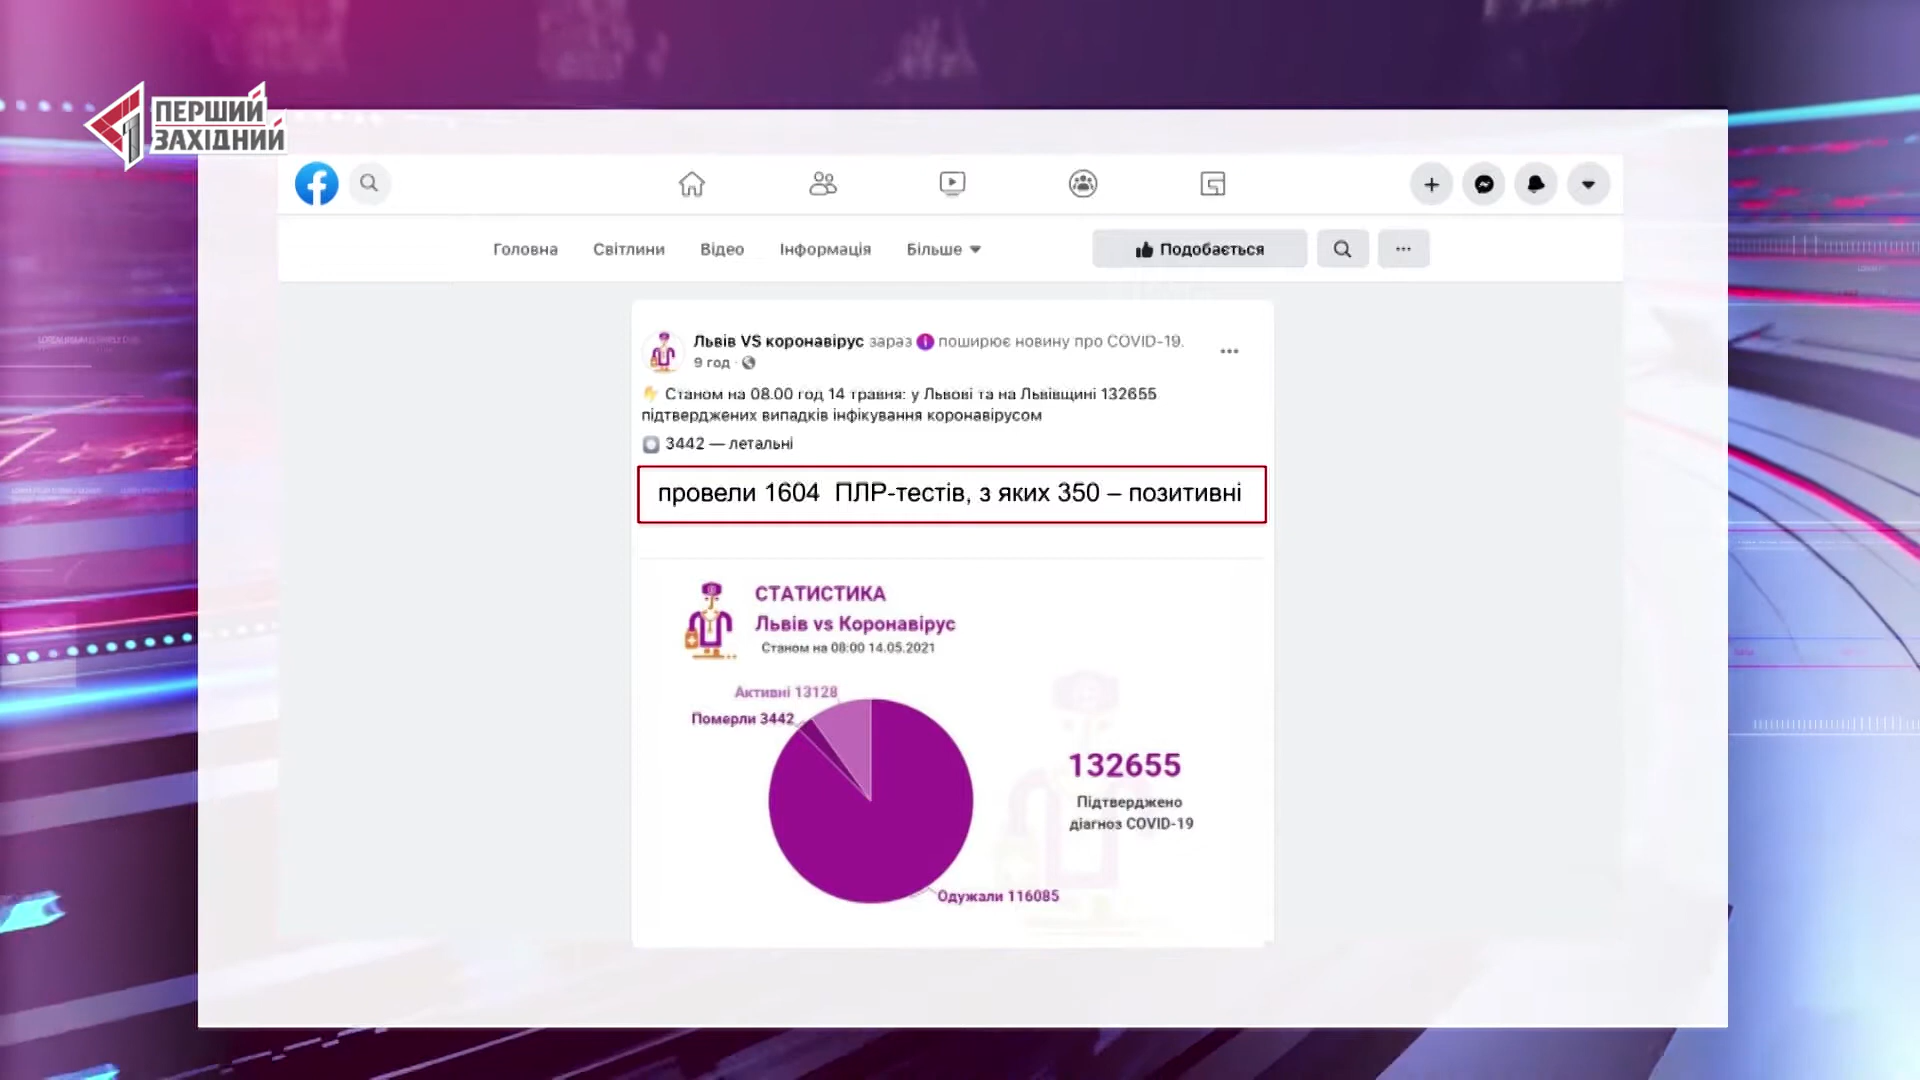 ПЕРШИЙ
ЗАХІДНИЙ
Головна
Світлини
Відео
Інформація
Більше
Подобається
Львів VS коронавірус зараз поширює новину про COVID-19.
9 год ·
Станом на 08.00 год 14 травня: у Львові та на Львівщині 132655
підтверджених випадків інфікування коронавірусом
3442 — летальні
провели 1604 ПЛР-тестів, з яких 350 – позитивні
СТАТИСТИКА
Львів vs Коронавірус
Станом на 08:00 14.05.2021
Активні 13128
Померли 3442
132655
Підтверджено
діагноз COVID-19
Одужали 116085